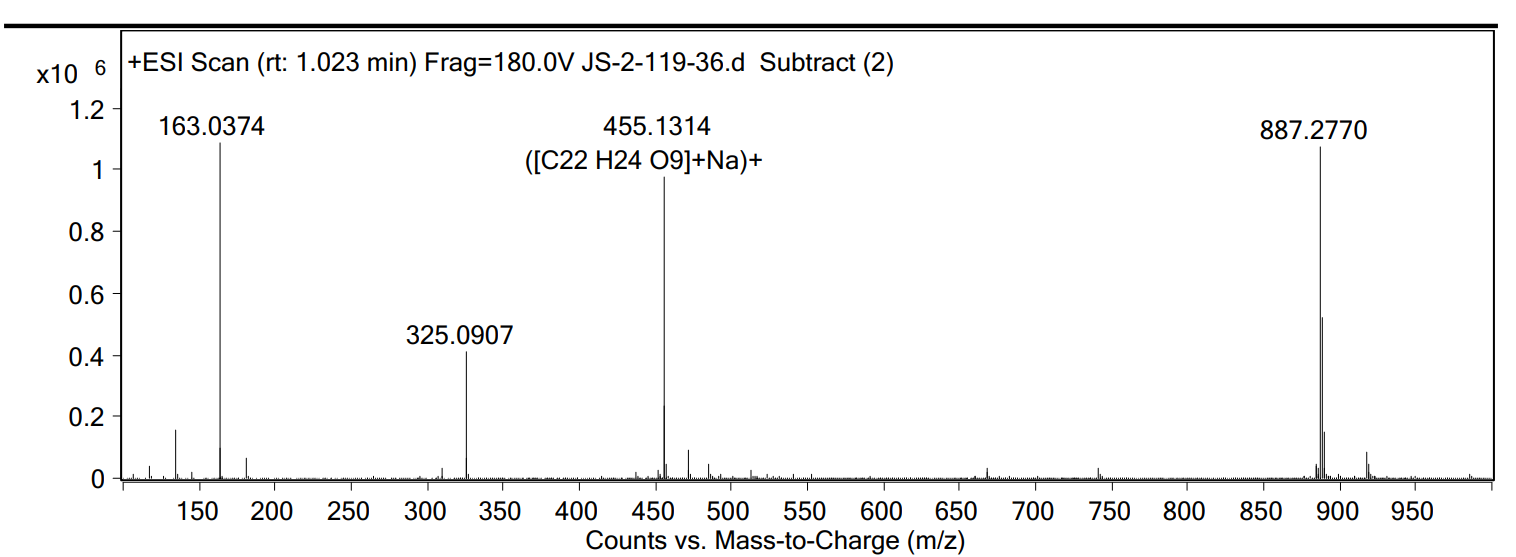 x10 6
+ESI Scan (rt: 1.023 min) Frag=180.0V JS-2-119-36.d Subtract (2)
1.2
163.0374
455.1314
887.2770
([C22 H24 O9]+Na)+
1
0.8
0.6
325.0907
0.4
0.2
0
150 200 250 300 350 400 450 500 550 600 650 700 750 800 850 900 950
Counts vs. Mass-to-Charge (m/z)